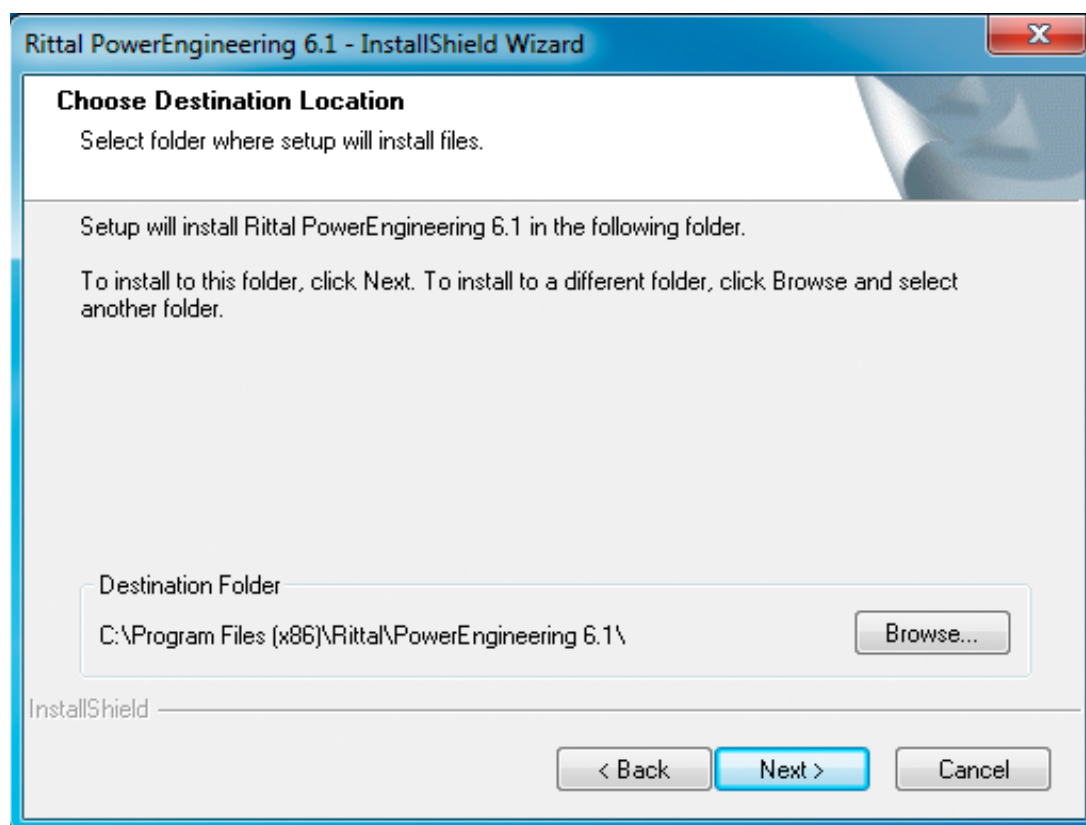 Rittal PowerEngineering 6.1 - InstallShield Wizard
Choose Destination Location
Select folder where setup will install files.
Setup will install Rittal PowerEngineering 6.1 in the following folder.
To install to this folder, click Next. To install to a different folder, click Browse and select
another folder.
Destination Folder
C:\Program Files (x86)\Rittal\PowerEngineering 6.1\
Browse...
InstallShield
< Back
Next >
Cancel